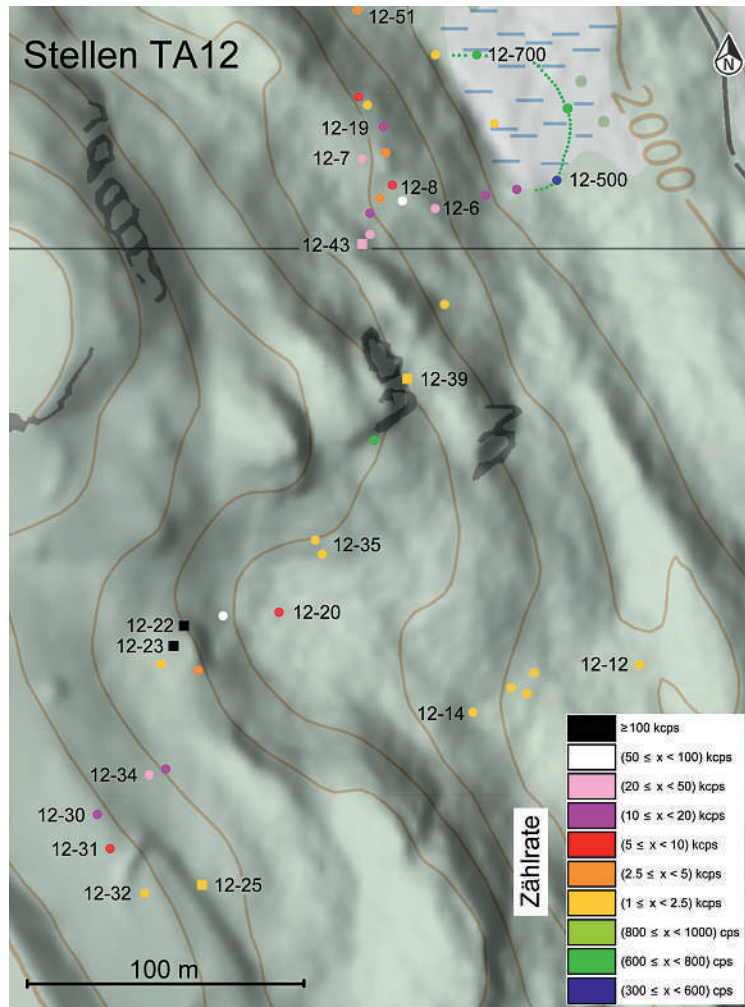 Stellen TA12
12-51
12-700
N
2000
12-19
12-7
12-8
12-500
12-6
12-43
12-39
12-35
12-20
12-22
12-23
12-12
12-14
12-34
12-30
12-31
12-32
12-25
100 m
Zählrate
≥100 kcps
(50 ≤ x < 100) kcps
(20 ≤ x < 50) kcps
(10 ≤ x < 20) kcps
(5 ≤ x < 10) kcps
(2.5 ≤ x < 5) kcps
(1 ≤ x < 2.5) kcps
(800 ≤ x < 1000) cps
(600 ≤ x < 800) cps
(300 ≤ x < 600) cps